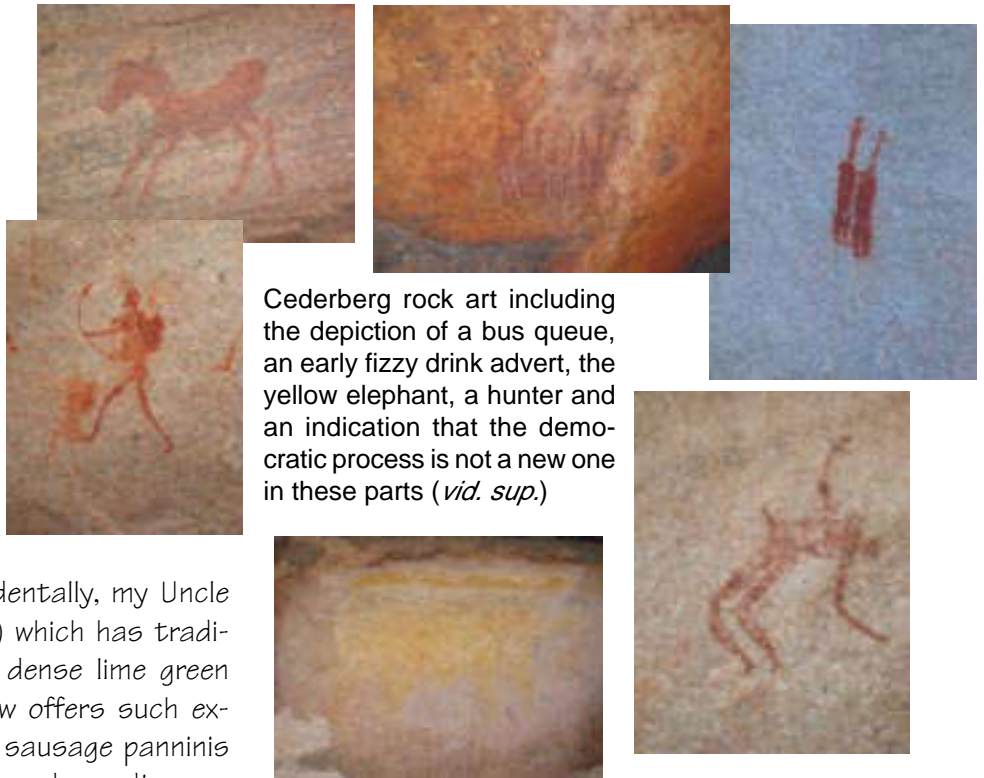 Cederberg rock art including
the depiction of a bus queue,
an early fizzy drink advert, the
yellow elephant, a hunter and
an indication that the demo-
cratic process is not a new one
in these parts (vid. sup.)
dentally, my Uncle
) which has tradi-
dense lime green
w offers such ex-
sausage panninis